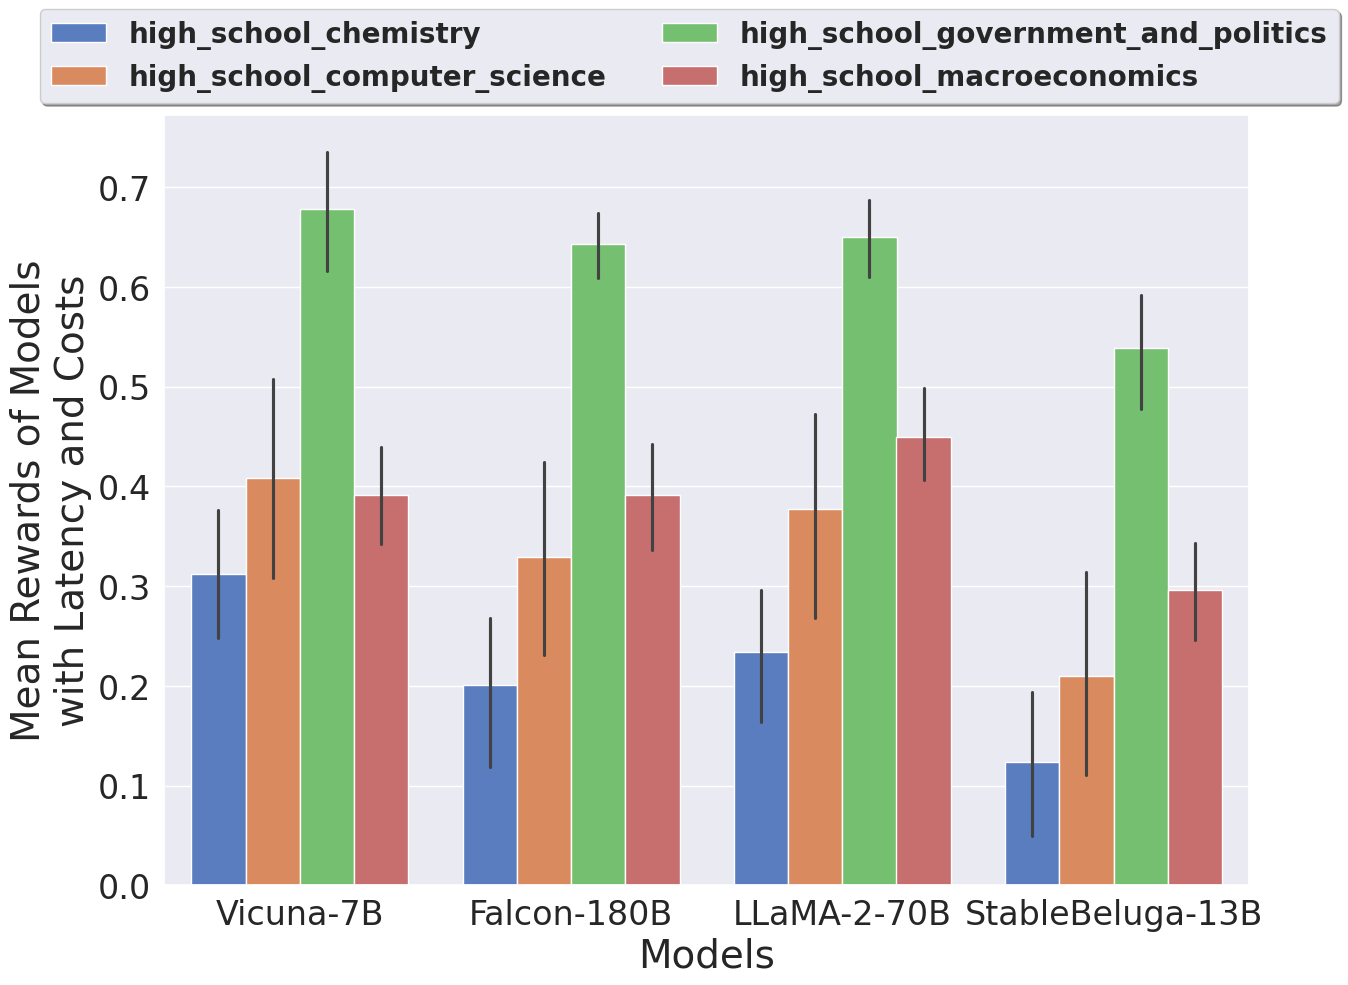 high_school_chemistry
high_school_computer_science
high_school_government_and_politics
high_school_macroeconomics
Mean Rewards of Models
with Latency and Costs
0.7
0.6
0.5
0.4
0.3
0.2
0.1
0.0
Vicuna-7B
Falcon-180B
LLaMA-2-70B
StableBeluga-13B
Models